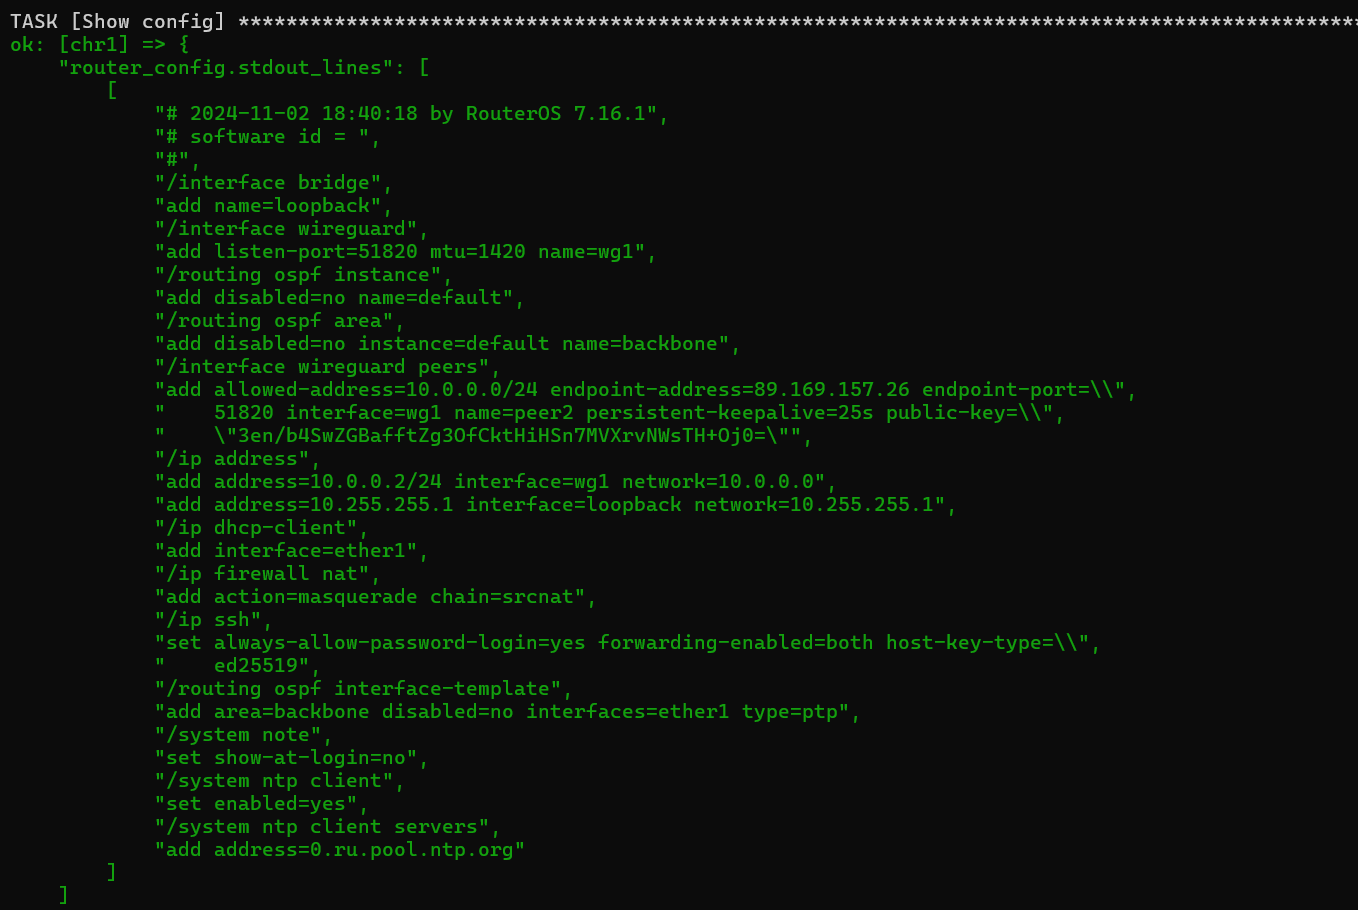 TASK [Show config] *********************************************************************************************
ok: [chr1] => {
    "router_config.stdout_lines": [
        [
            "# 2024-11-02 18:40:18 by RouterOS 7.16.1",
            "# software id = ",
            "#",
            "/interface bridge",
            "add name=loopback",
            "/interface wireguard",
            "add listen-port=51820 mtu=1420 name=wg1",
            "/routing ospf instance",
            "add disabled=no name=default",
            "/routing ospf area",
            "add disabled=no instance=default name=backbone",
            "/interface wireguard peers",
            "add allowed-address=10.0.0.0/24 endpoint-address=89.169.157.26 endpoint-port=\\",
            "    51820 interface=wg1 name=peer2 persistent-keepalive=25s public-key=\\",
            "    \"3en/b4SwZGBafftZg3OfCktHiHSn7MVXrvNWsTH+Oj0=\"",
            "/ip address",
            "add address=10.0.0.2/24 interface=wg1 network=10.0.0.0",
            "add address=10.255.255.1 interface=loopback network=10.255.255.1",
            "/ip dhcp-client",
            "add interface=ether1",
            "/ip firewall nat",
            "add action=masquerade chain=srcnat",
            "/ip ssh",
            "set always-allow-password-login=yes forwarding-enabled=both host-key-type=\\",
            "    ed25519",
            "/routing ospf interface-template",
            "add area=backbone disabled=no interfaces=ether1 type=ptp",
            "/system note",
            "set show-at-login=no",
            "/system ntp client",
            "set enabled=yes",
            "/system ntp client servers",
            "add address=0.ru.pool.ntp.org"
        ]
    ]